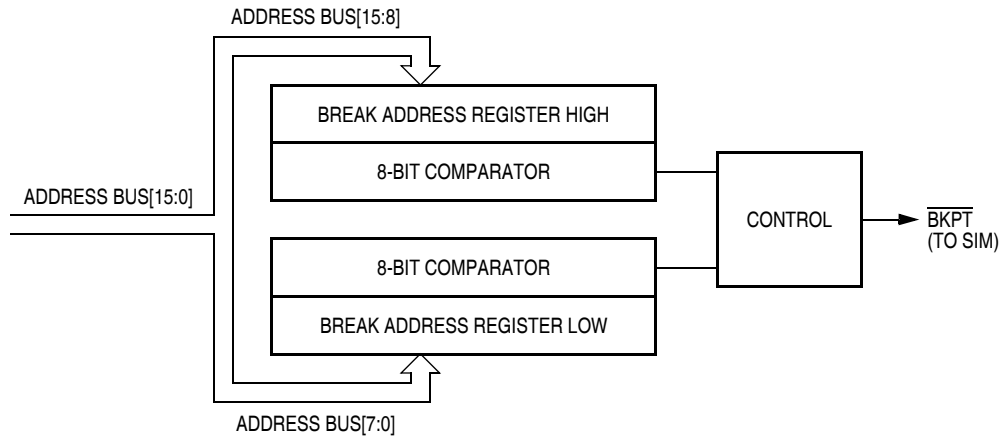 ADDRESS BUS[15:8]
BREAK ADDRESS REGISTER HIGH
8-BIT COMPARATOR
ADDRESS BUS[15:0]
CONTROL
BKPT
(TO SIM)
8-BIT COMPARATOR
BREAK ADDRESS REGISTER LOW
ADDRESS BUS[7:0]